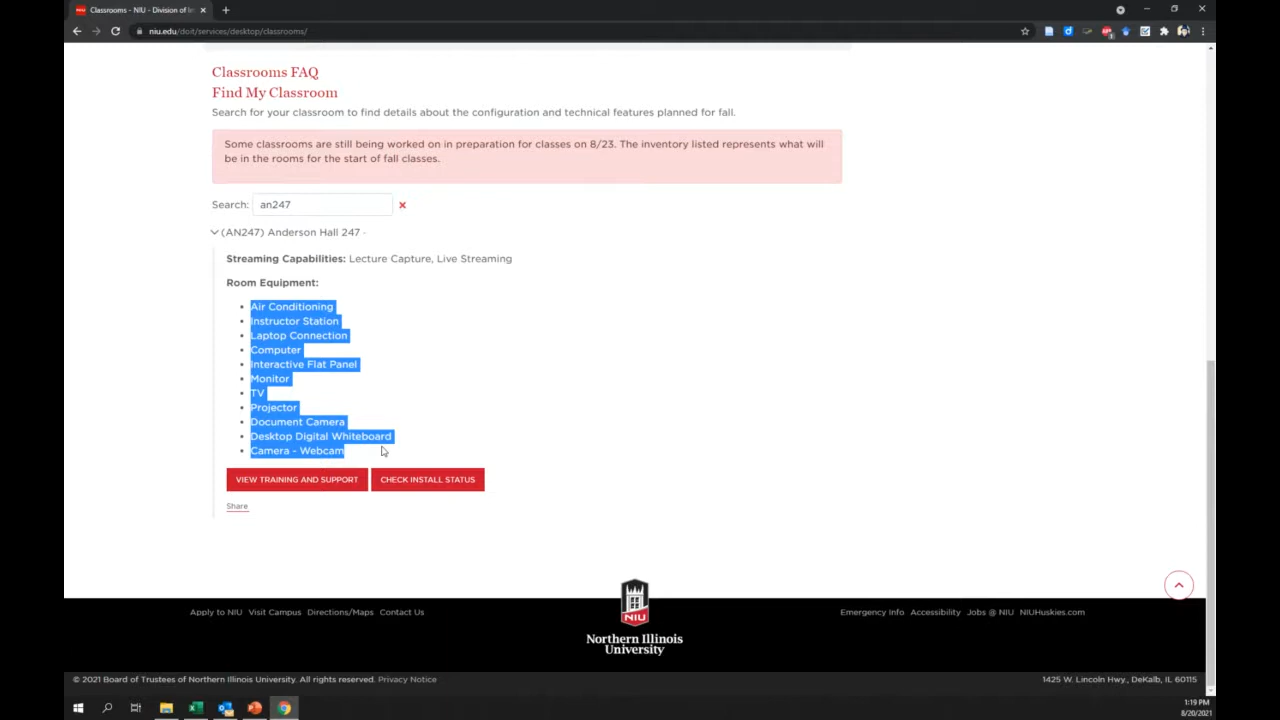 Classrooms - NIU - Division of In
niu.edu/doit/services/desktop/classrooms/
Classrooms FAQ
Find My Classroom
Search for your classroom to find details about the configuration and technical features planned for fall.
Some classrooms are still being worked on in preparation for classes on 8/23. The inventory listed represents what will
be in the rooms for the start of fall classes.
Search: an247
(AN247) Anderson Hall 247 -
Streaming Capabilities: Lecture Capture, Live Streaming
Room Equipment:
Air Conditioning
Instructor Station
Laptop Connection
Computer
Interactive Flat Panel
Monitor
TV
Projector
Document Camera
Desktop Digital Whiteboard
Camera - Webcam
VIEW TRAINING AND SUPPORT CHECK INSTALL STATUS
Share
Apply to NIU Visit Campus Directions/Maps Contact Us
NIU
Northern Illinois
University
Emergency Info Accessibility Jobs @ NIU NIUHuskies.com
© 2021 Board of Trustees of Northern Illinois University. All rights reserved. Privacy Notice
1425 W. Lincoln Hwy., DeKalb, IL 60115
1:19 PM
8/20/2021